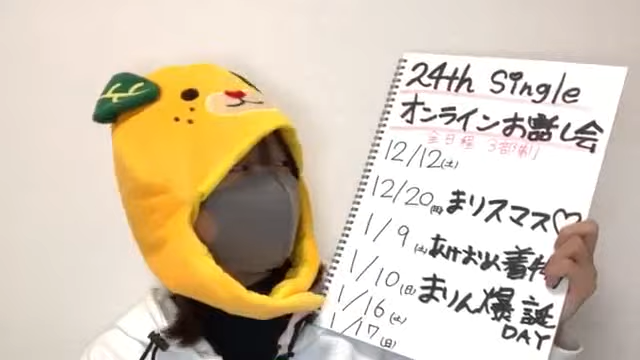 24th Single
オンラインお話し会
全日程 3部制!!
12/12(土)
12/20(日) まりスマス♡
1/9(土) あけおめ着物
1/10(日) まりん爆誕
DAY
1/16(土)
1/17(日)